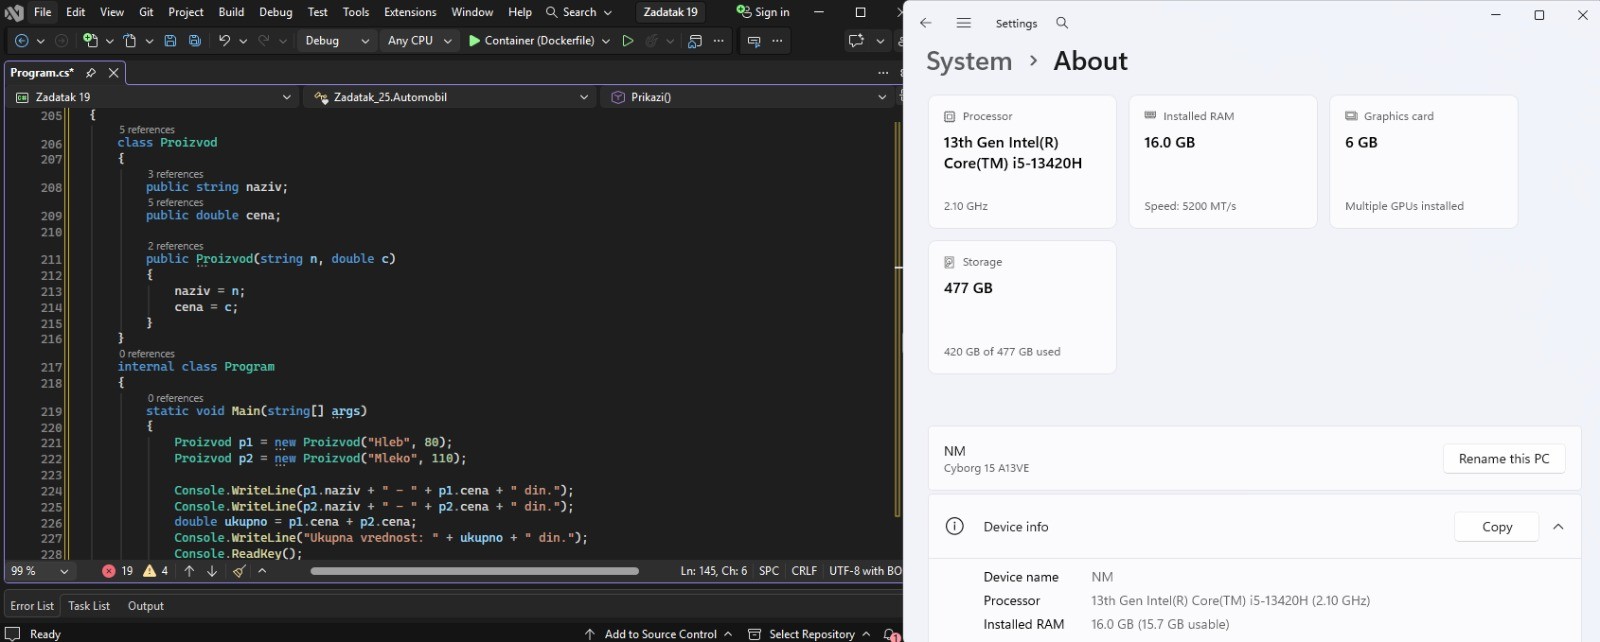 File Edit View Git Project Build Debug Test Tools Extensions Window Help Search Zadatak 19 Sign in
Debug Any CPU Container (Dockerfile)
Program.cs*
Zadatak 19 Zadatak_25.Automobil Prikazi()
205 {
5 references
206 class Proizvod
207 {
3 references
208 public string naziv;
5 references
209 public double cena;
210
2 references
211 public Proizvod(string n, double c)
212 {
213 naziv = n;
214 cena = c;
215 }
216 }
0 references
217 internal class Program
218 {
0 references
219 static void Main(string[] args)
220 {
221 Proizvod p1 = new Proizvod("Hleb", 80);
222 Proizvod p2 = new Proizvod("Mleko", 110);
223
224 Console.WriteLine(p1.naziv + " - " + p1.cena + " din.");
225 Console.WriteLine(p2.naziv + " - " + p2.cena + " din.");
226 double ukupno = p1.cena + p2.cena;
227 Console.WriteLine("Ukupna vrednost: " + ukupno + " din.");
228 Console.ReadKey();
99 % 19 4 Ln: 145, Ch: 6 SPC CRLF UTF-8 with BO
Error List Task List Output
Ready Add to Source Control Select Repository 1
Settings
System > About
Processor
13th Gen Intel(R)
Core(TM) i5-13420H
2.10 GHz
Installed RAM
16.0 GB
Speed: 5200 MT/s
Graphics card
6 GB
Multiple GPUs installed
Storage
477 GB
420 GB of 477 GB used
NM
Cyborg 15 A13VE
Rename this PC
Device info
Copy
Device name NM
Processor 13th Gen Intel(R) Core(TM) i5-13420H (2.10 GHz)
Installed RAM 16.0 GB (15.7 GB usable)